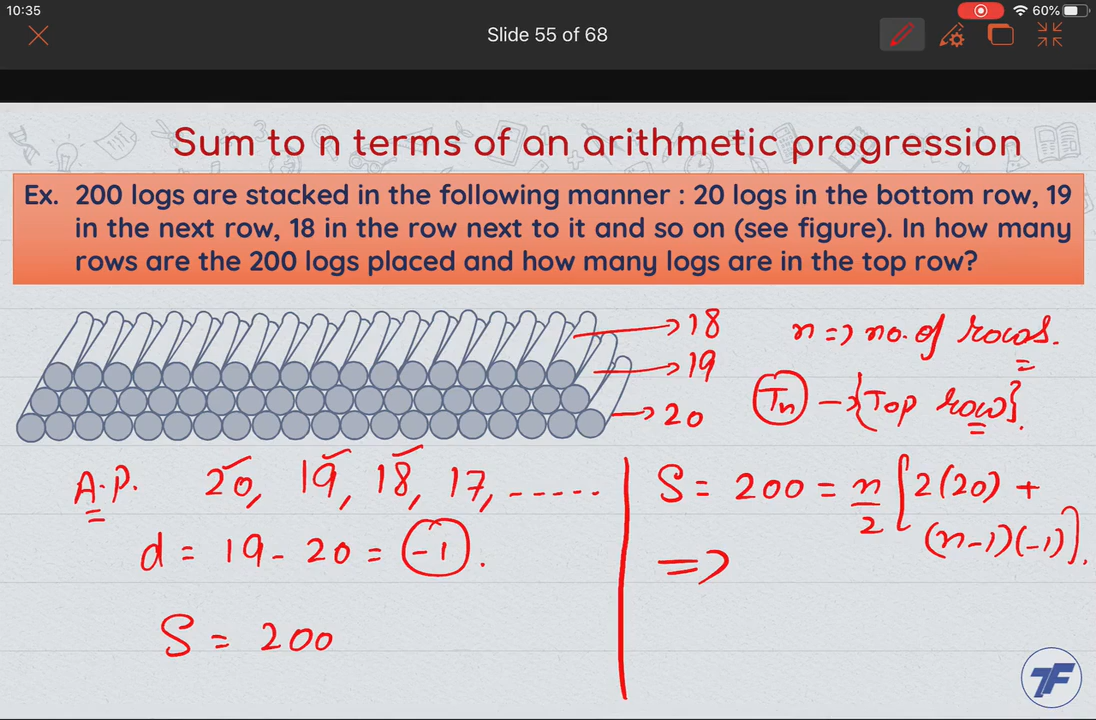 10:35
60%
Slide 55 of 68
Sum to n terms of an arithmetic progression
Ex. 200 logs are stacked in the following manner : 20 logs in the bottom row, 19
in the next row, 18 in the row next to it and so on (see figure). In how many
rows are the 200 logs placed and how many logs are in the top row?
→18
→19
→20
n => no. of rows.
Tn → {Top row}.
A.P. 20, 19, 18, 17, ------
d = 19 - 20 = -1.
S = 200
S = 200 = n/2 [2(20) +
(n-1)(-1)].
=>
TF